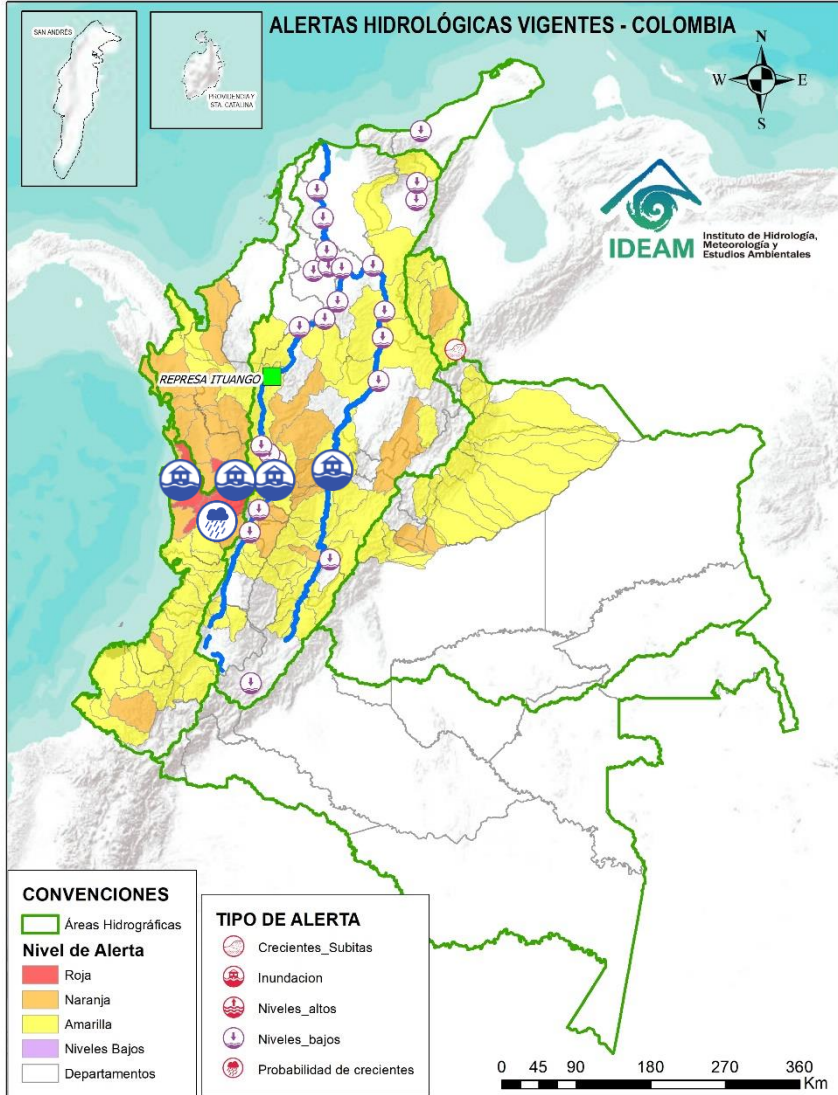 ALERTAS HIDROLÓGICAS VIGENTES - COLOMBIA
SAN ANDRÉS
PROVIDENCIA Y
STA. CATALINA
N
W
E
S
IDEAM
Instituto de Hidrología,
Meteorología y
Estudios Ambientales
REPRESA ITUANGO
CONVENCIONES
Áreas Hidrográficas
Nivel de Alerta
Roja
Naranja
Amarilla
Niveles Bajos
Departamentos
TIPO DE ALERTA
Crecientes_Subitas
Inundacion
Niveles_altos
Niveles_bajos
Probabilidad de crecientes
0 45 90 180 270 360
Km